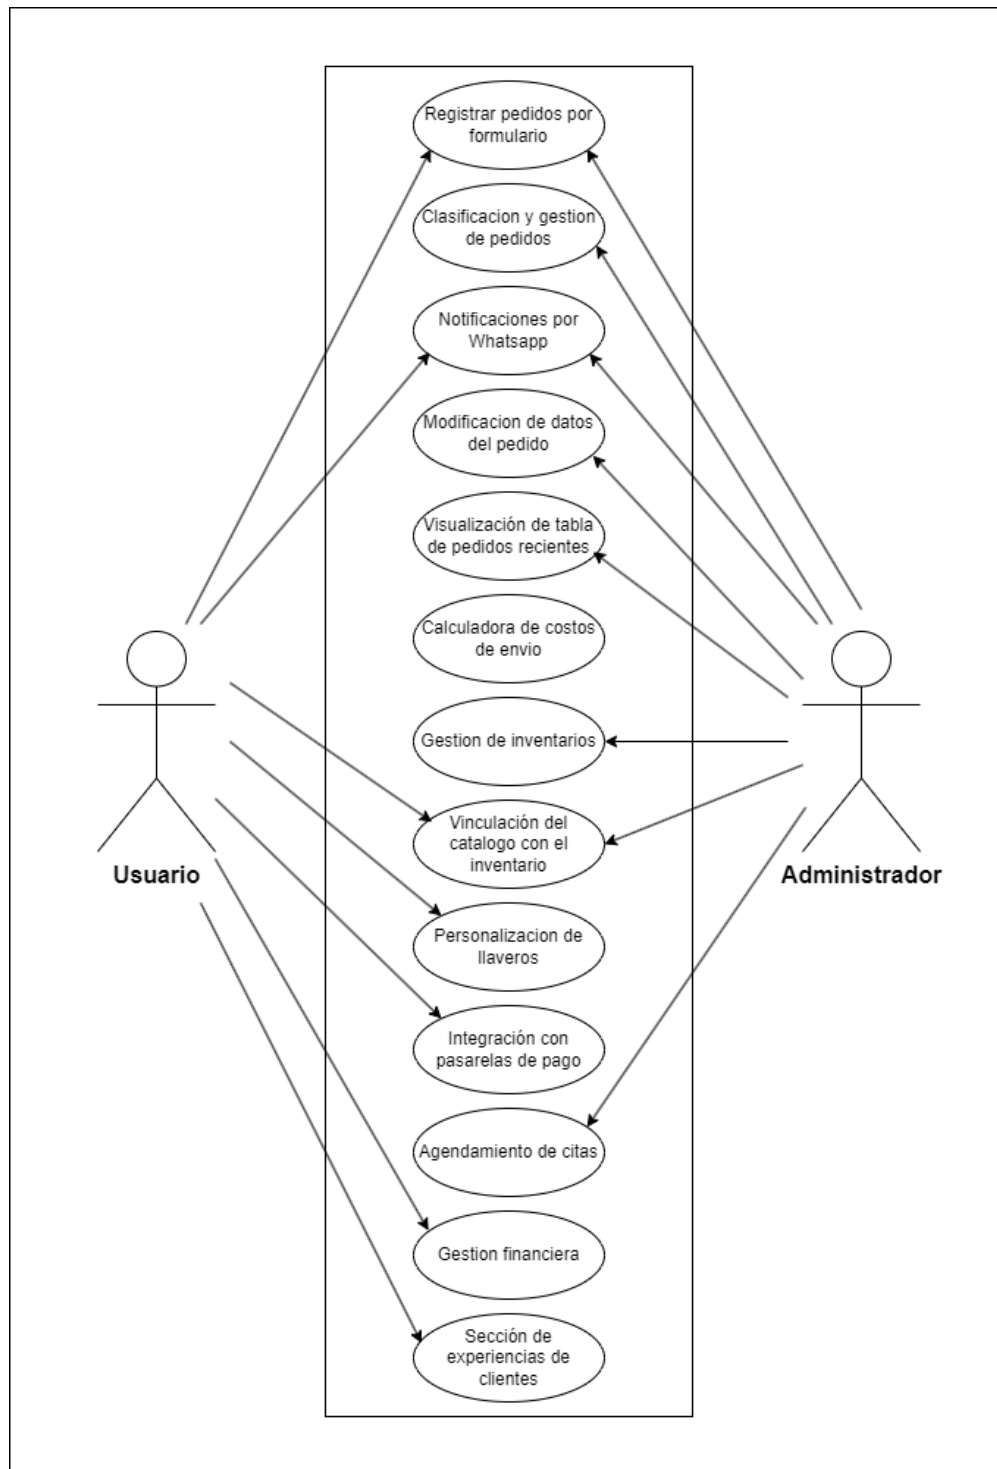 Registrar pedidos por
formulario
Clasificacion y gestion
de pedidos
Notificaciones por
Whatsapp
Modificacion de datos
del pedido
Visualización de tabla
de pedidos recientes
Calculadora de costos
de envio
Gestion de inventarios
Vinculación del
catalogo con el
inventario
Usuario
Administrador
Personalizacion de
llaveros
Integración con
pasarelas de pago
Agendamiento de citas
Gestion financiera
Sección de
experiencias de
clientes